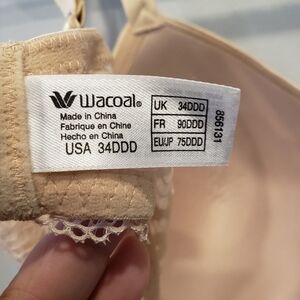 Wacoal®
Made in China
Fabrique en Chine
Hecho en China
USA 34DDD
UK 34DDD
FR 90DDD
EU/JP 75DDD
856131